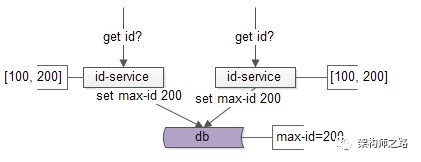 get id?
get id?
[100, 200]
id-service
id-service
[100, 200]
set max-id 200
set max-id 200
db
max-id=200
架构师之路